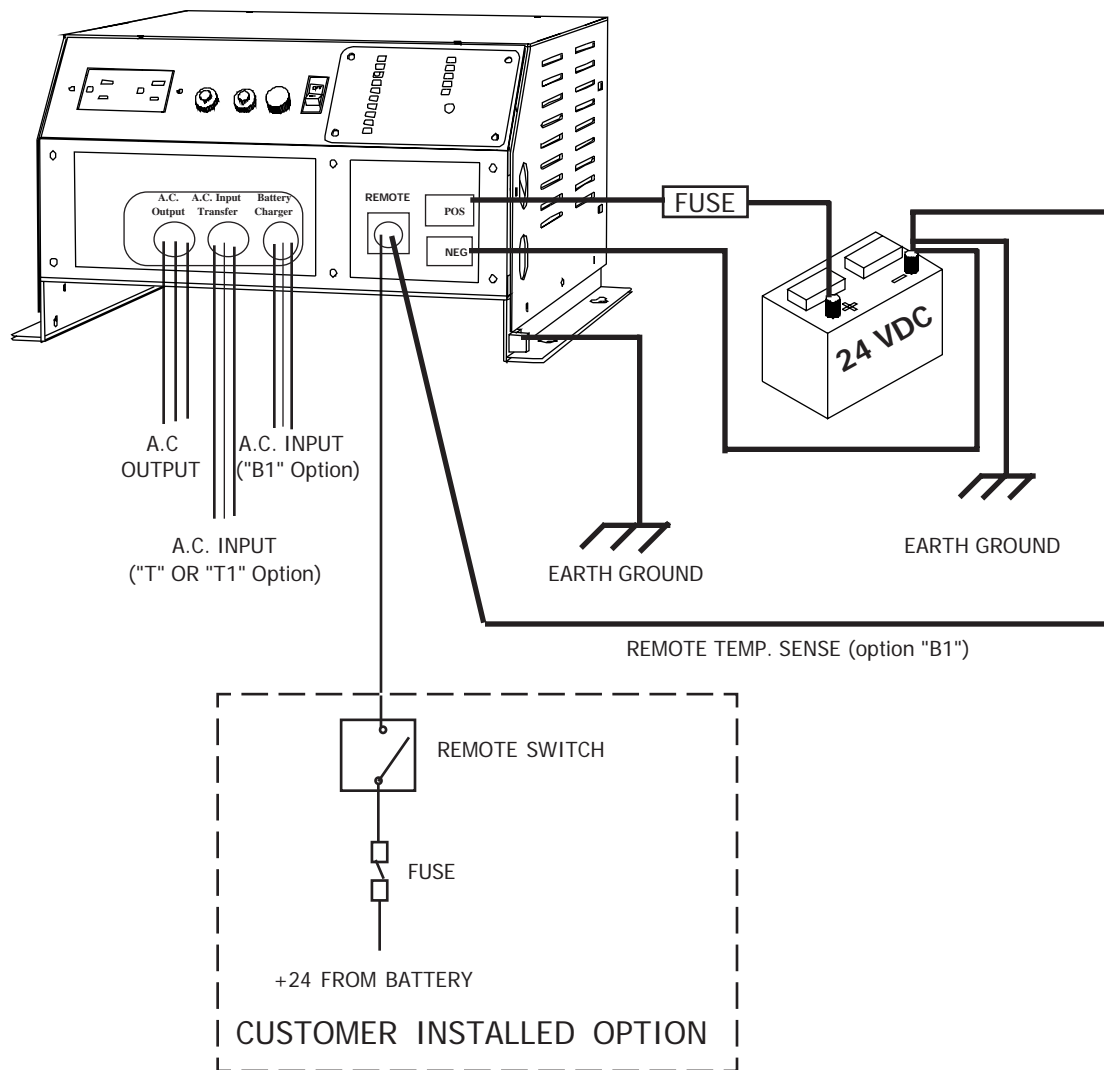 A.C. Output
A.C. Input Transfer
Battery Charger
REMOTE
POS
NEG
FUSE
+
–
24 VDC
A.C OUTPUT
A.C. INPUT
("B1" Option)
A.C. INPUT
("T" OR "T1" Option)
EARTH GROUND
EARTH GROUND
REMOTE TEMP. SENSE (option "B1")
REMOTE SWITCH
FUSE
+24 FROM BATTERY
CUSTOMER INSTALLED OPTION